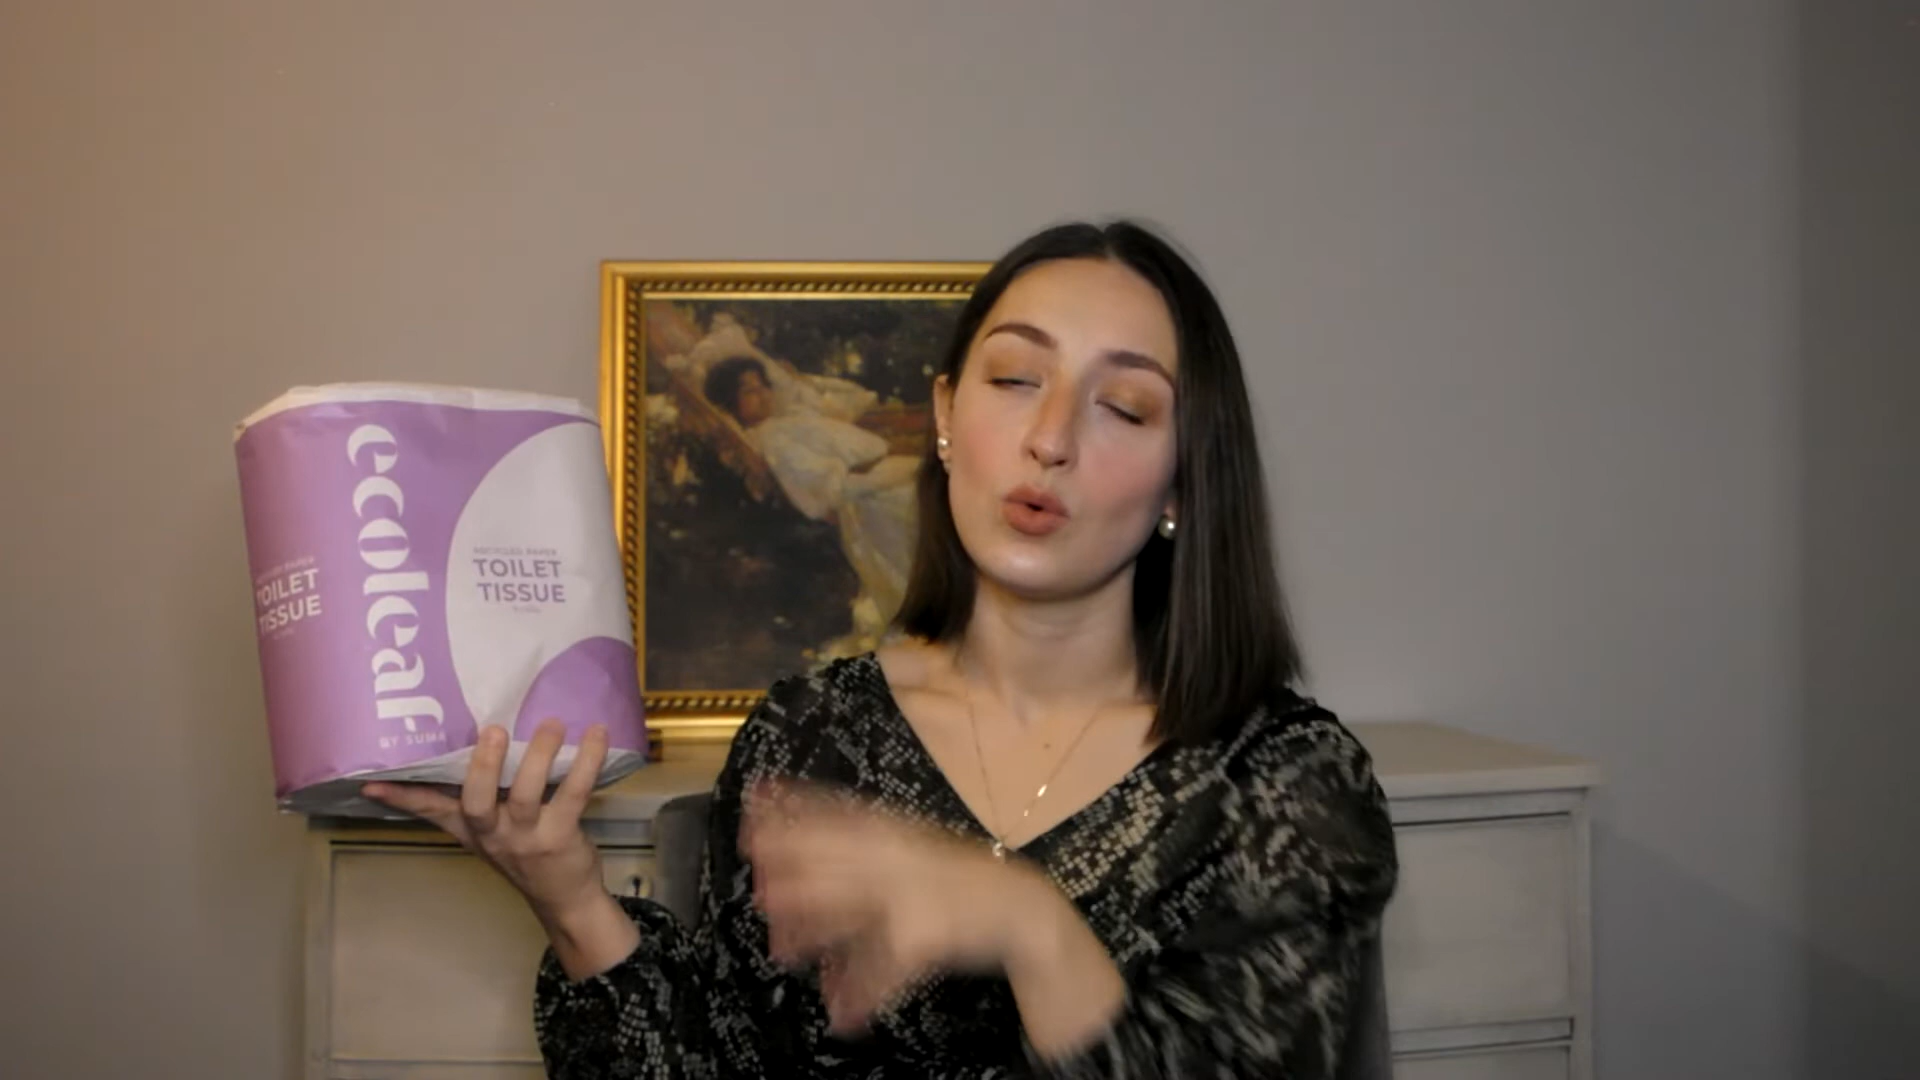 TOILET
TISSUE
ecoleaf
BY SUMA
RECYCLED PAPER
TOILET
TISSUE